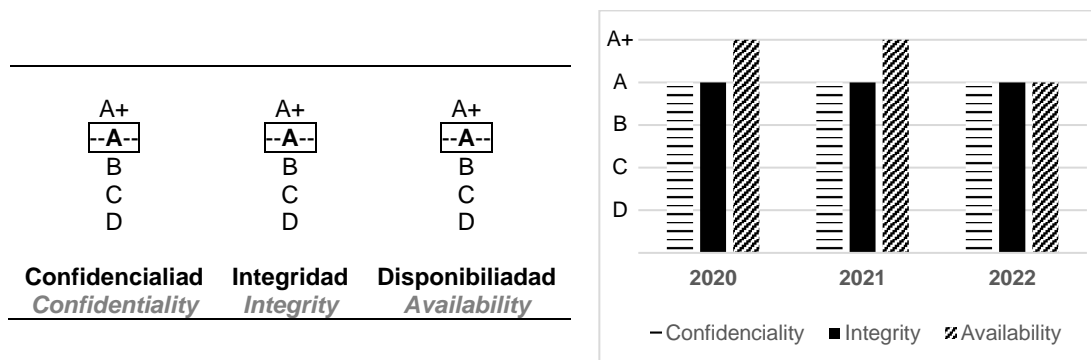 A+ A+ A+
--A-- --A-- --A--
B B B
C C C
D D D
Confidencialiad Integridad Disponibiliadad
Confidentiality Integrity Availability
A+
A
B
C
D
2020 2021 2022
Confidenciality Integrity Availability